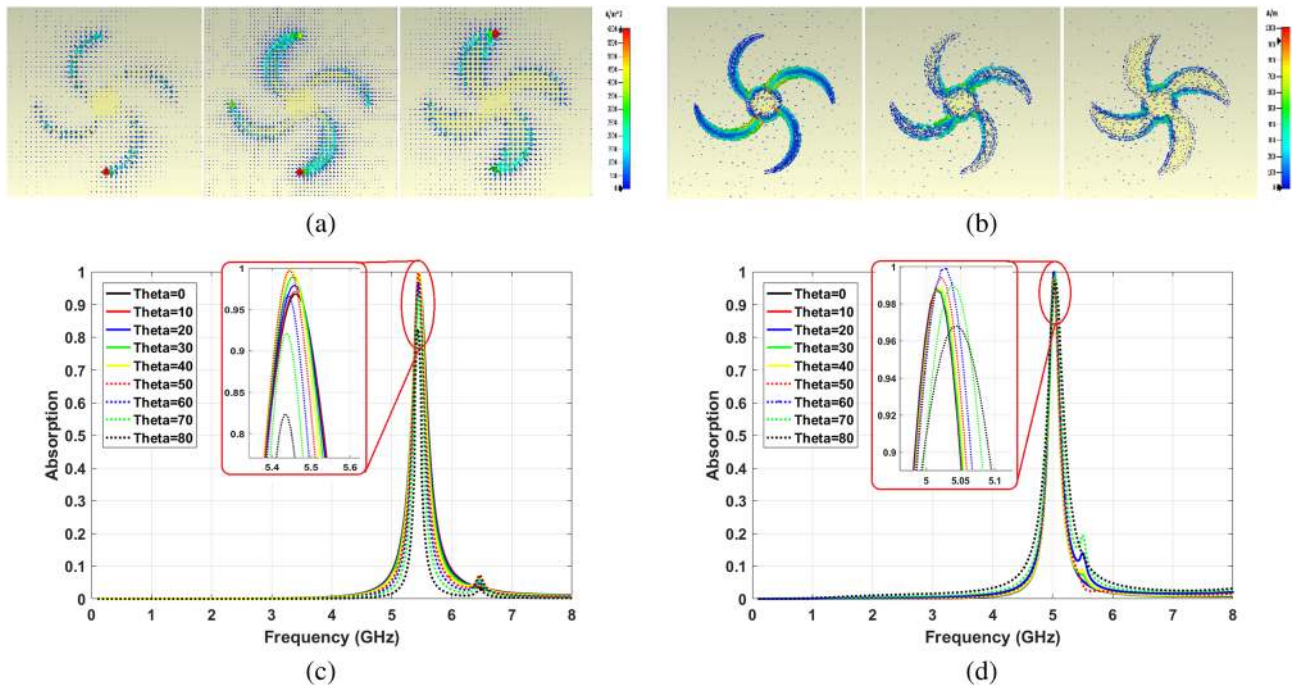 A/m
(a)
(b)
Absorption
1
0.9
0.8
0.7
0.6
0.5
0.4
0.3
0.2
0.1
0
Theta=0
Theta=10
Theta=20
Theta=30
Theta=40
Theta=50
Theta=60
Theta=70
Theta=80
1
0.95
0.9
0.85
0.8
5.4 5.5 5.6
0 1 2 3 4 5 6 7 8
Frequency (GHz)
(c)
Absorption
1
0.9
0.8
0.7
0.6
0.5
0.4
0.3
0.2
0.1
0
Theta=0
Theta=10
Theta=20
Theta=30
Theta=40
Theta=50
Theta=60
Theta=70
Theta=80
1
0.98
0.96
0.94
0.92
0.9
5 5.05 5.1
0 1 2 3 4 5 6 7 8
Frequency (GHz)
(d)